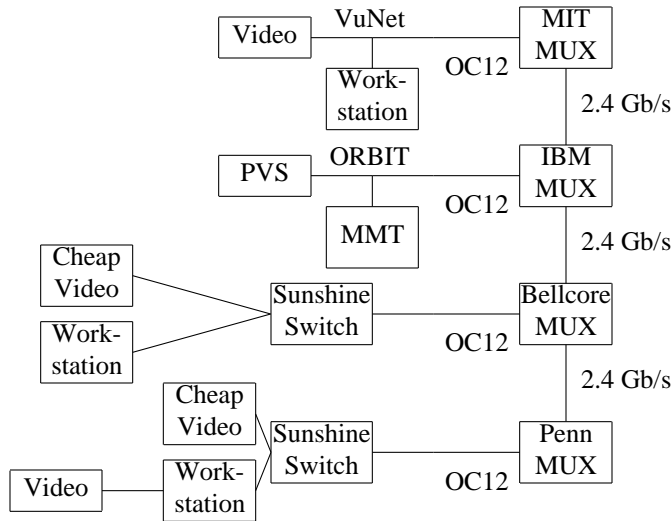 VuNet
Video
MIT
MUX
OC12
Work-
station
2.4 Gb/s
ORBIT
PVS
IBM
MUX
OC12
MMT
2.4 Gb/s
Cheap
Video
Sunshine
Switch
Bellcore
MUX
Work-
station
OC12
2.4 Gb/s
Cheap
Video
Sunshine
Switch
Penn
MUX
Video
Work-
station
OC12